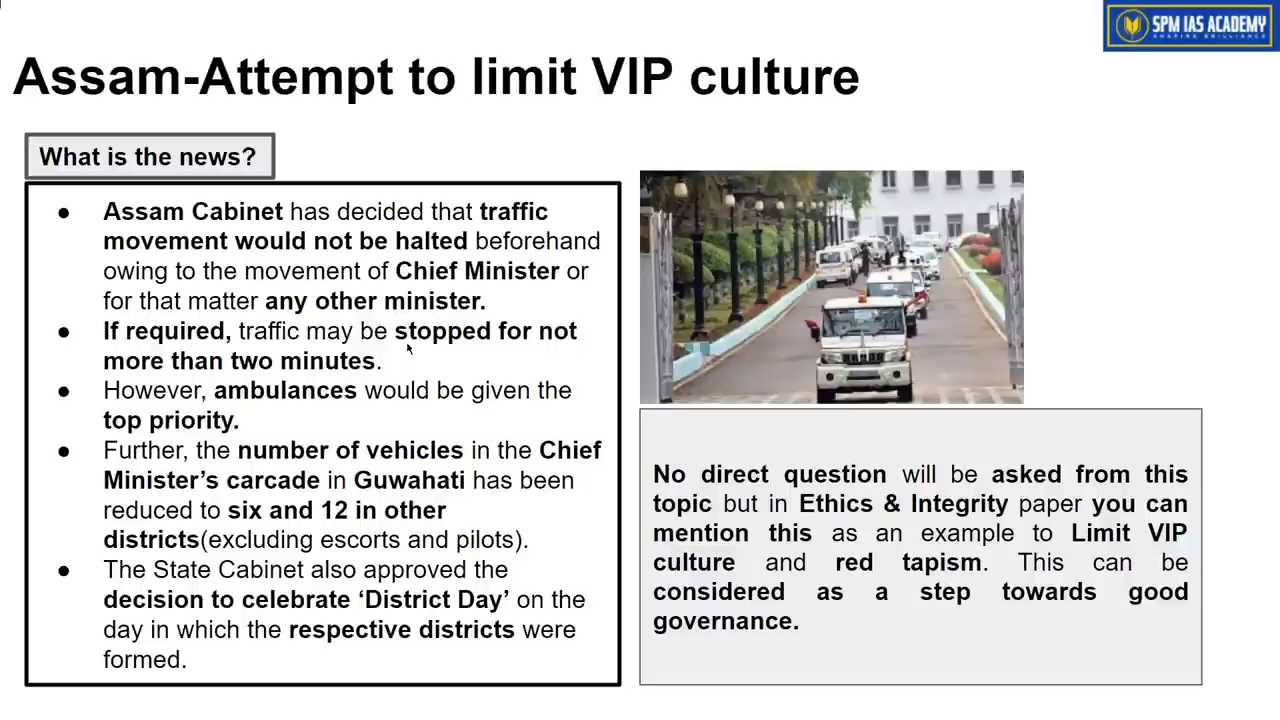 SPM IAS ACADEMY
SHAPING BRILLIANCE
Assam-Attempt to limit VIP culture
What is the news?
● Assam Cabinet has decided that traffic
movement would not be halted beforehand
owing to the movement of Chief Minister or
for that matter any other minister.
● If required, traffic may be stopped for not
more than two minutes.
● However, ambulances would be given the
top priority.
● Further, the number of vehicles in the Chief
Minister’s carcade in Guwahati has been
reduced to six and 12 in other
districts(excluding escorts and pilots).
● The State Cabinet also approved the
decision to celebrate ‘District Day’ on the
day in which the respective districts were
formed.
No direct question will be asked from this
topic but in Ethics & Integrity paper you can
mention this as an example to Limit VIP
culture and red tapism. This can be
considered as a step towards good
governance.